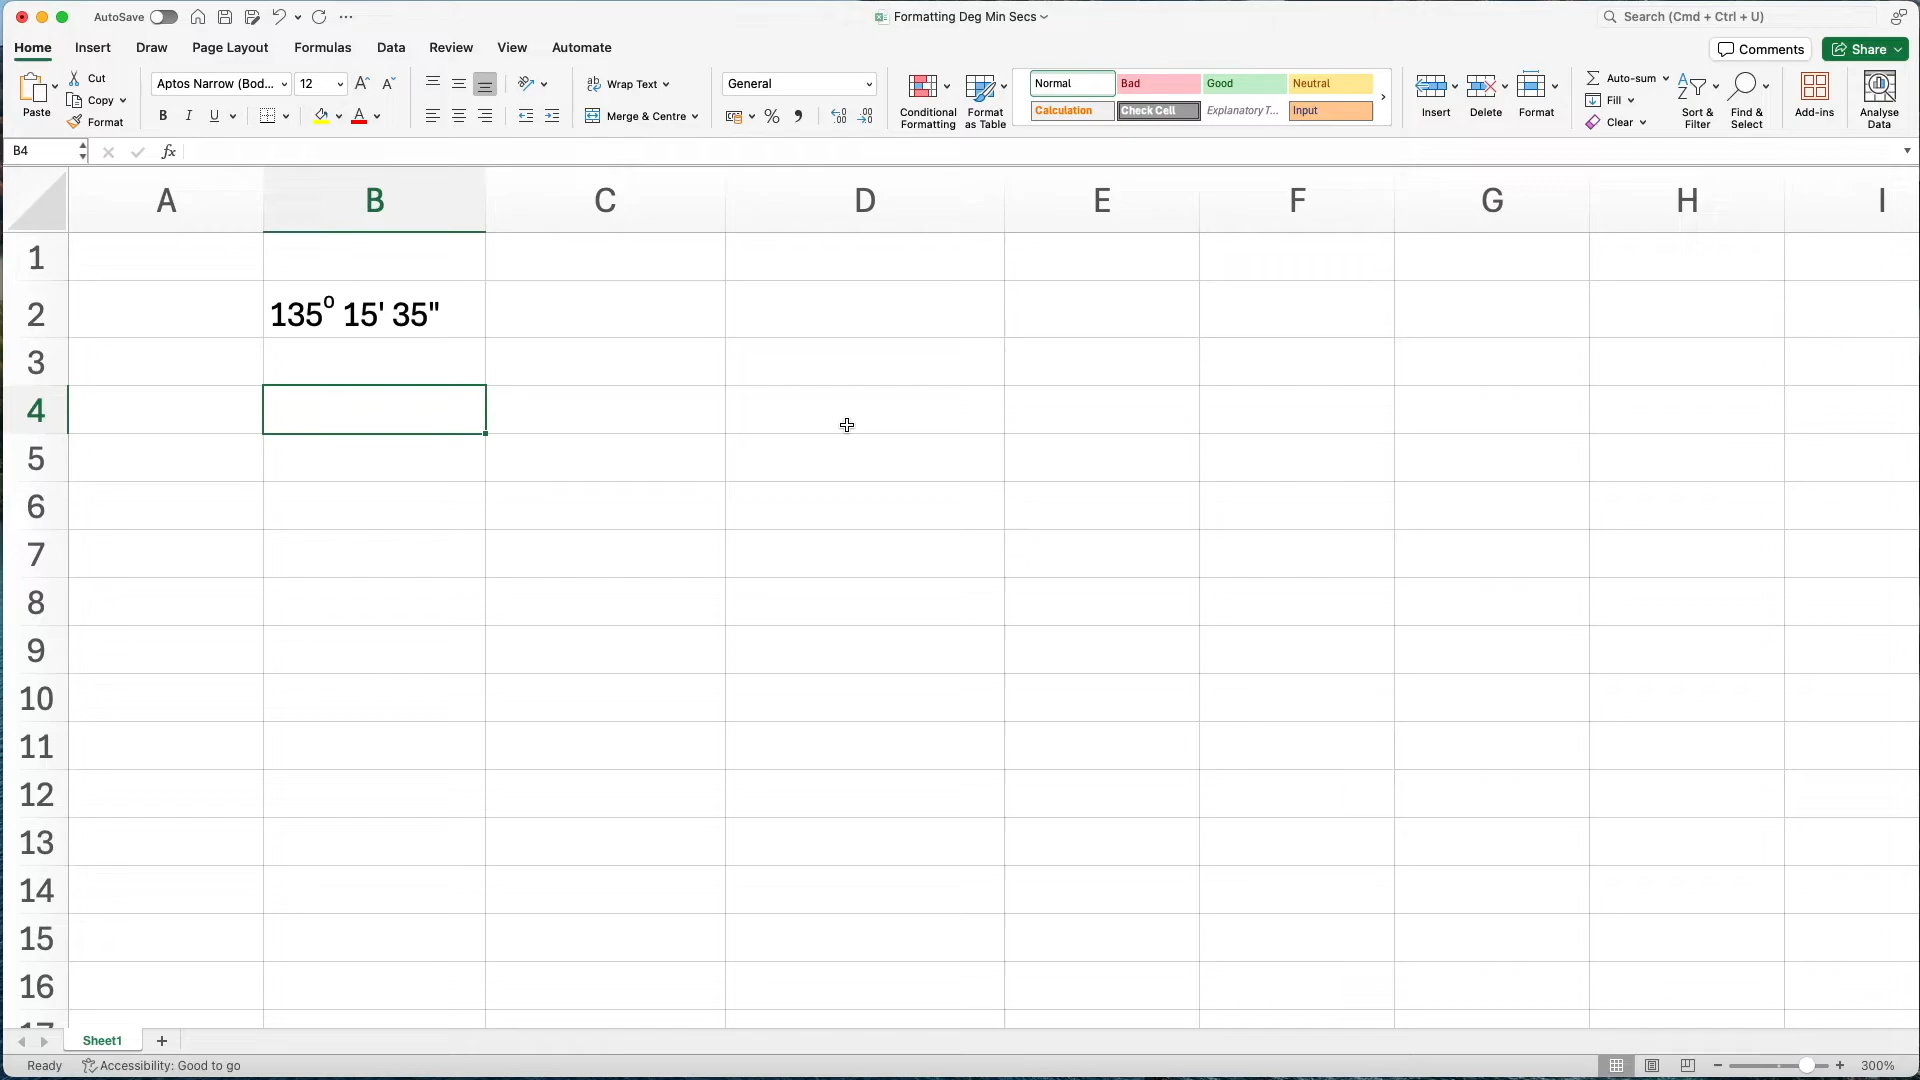 AutoSave
Formatting Deg Min Secs
Search (Cmd + Ctrl + U)
Home Insert Draw Page Layout Formulas Data Review View Automate
Comments Share
Paste
Cut
Copy
Format
Aptos Narrow (Bod... 12
B I U
Wrap Text
Merge & Centre
General
%
Conditional Formatting
Format as Table
Normal Bad Good Neutral
Calculation Check Cell Explanatory T... Input
Insert Delete Format
Auto-sum
Fill
Clear
Sort & Filter
Find & Select
Add-ins
Analyse Data
B4 fx
A B C D E F G H I
1
2 135⁰ 15' 35"
3
4
5
6
7
8
9
10
11
12
13
14
15
16
17
Sheet1
Ready Accessibility: Good to go 300%